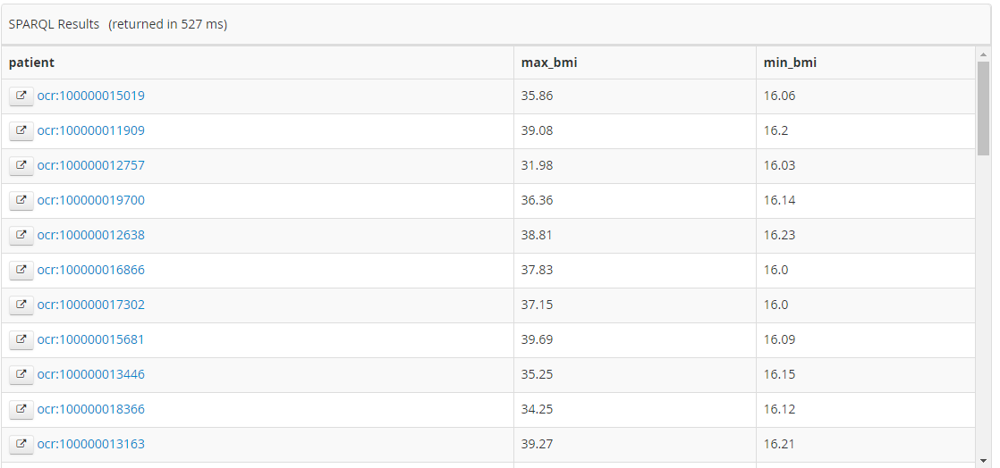 SPARQL Results (returned in 527 ms)
patient max_bmi min_bmi
ocr:100000015019 35.86 16.06
ocr:100000011909 39.08 16.2
ocr:100000012757 31.98 16.03
ocr:100000019700 36.36 16.14
ocr:100000012638 38.81 16.23
ocr:100000016866 37.83 16.0
ocr:100000017302 37.15 16.0
ocr:100000015681 39.69 16.09
ocr:100000013446 35.25 16.15
ocr:100000018366 34.25 16.12
ocr:100000013163 39.27 16.21